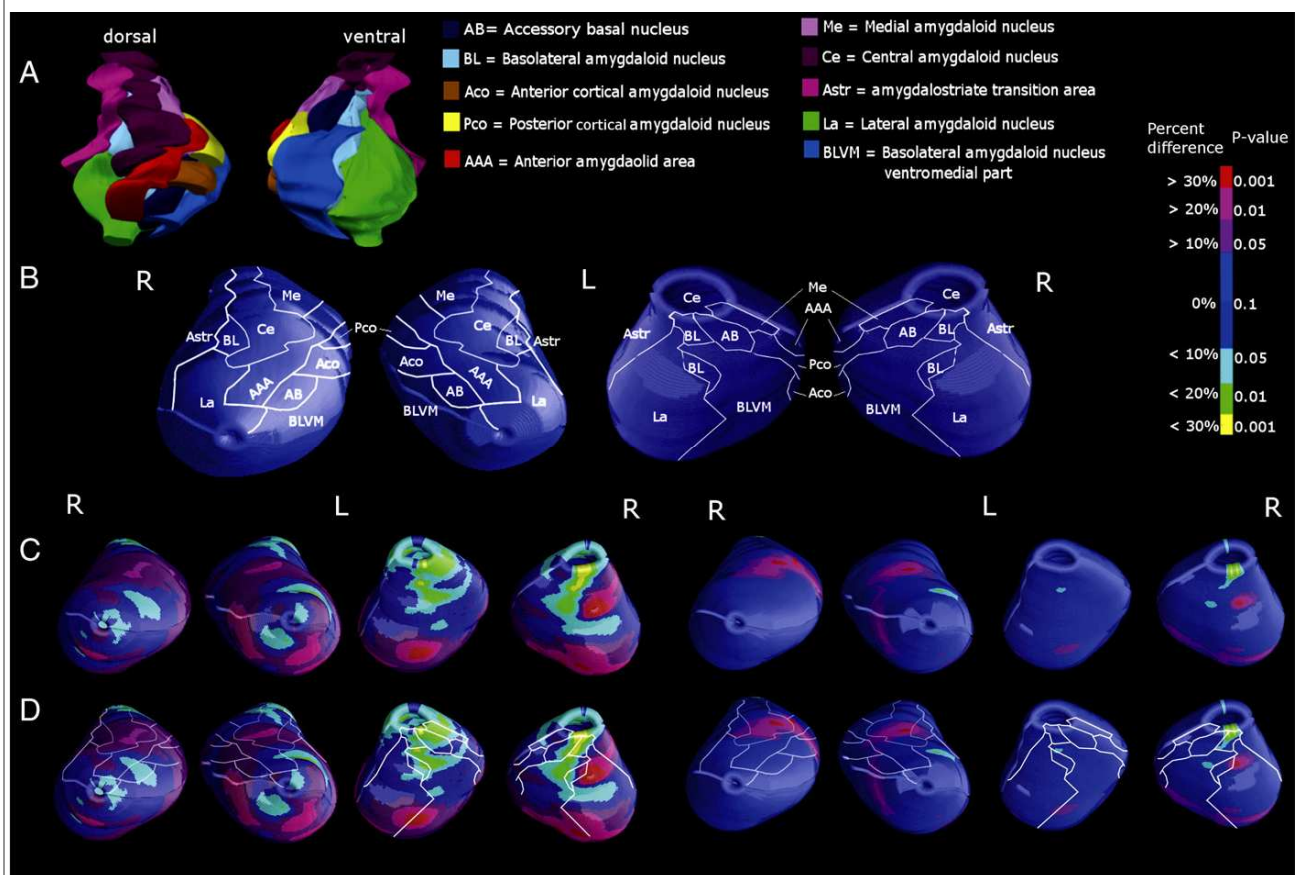 dorsal
ventral
A
AB= Accessory basal nucleus
BL = Basolateral amygdaloid nucleus
Aco = Anterior cortical amygdaloid nucleus
Pco = Posterior cortical amygdaloid nucleus
AAA = Anterior amygdaolid area
Me = Medial amygdaloid nucleus
Ce = Central amygdaloid nucleus
Astr = amygdalostriate transition area
La = Lateral amygdaloid nucleus
BLVM = Basolateral amygdaloid nucleus
ventromedial part
Percent
difference
P-value
> 30% 0.001
> 20% 0.01
> 10% 0.05
0% 0.1
< 10% 0.05
< 20% 0.01
< 30% 0.001
B
R
L
R
Me
Ce
Astr
BL
Pco
Aco
AAA
AB
La
BLVM
Me
Ce
BL
Astr
Aco
AAA
AB
La
BLVM
Ce
Me
AAA
Ce
Astr
BL
AB
AB
BL
Astr
Pco
BL
BL
Aco
La
BLVM
BLVM
La
R
L
R
R
L
R
C
D